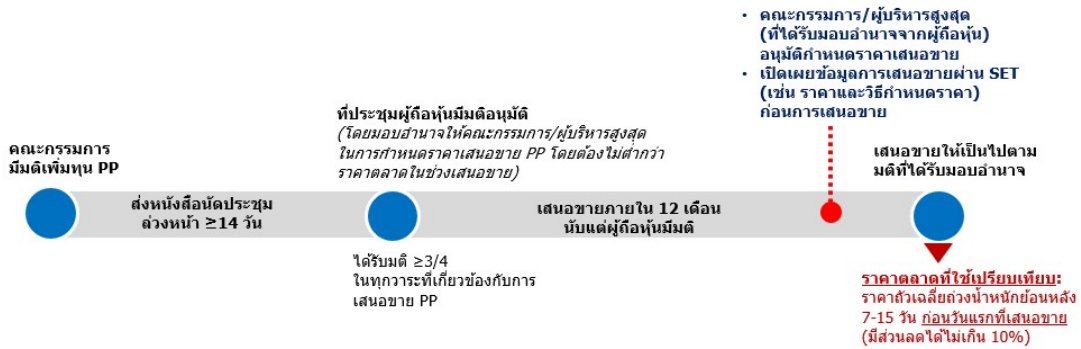 • คณะกรรมการ/ผู้บริหารสูงสุด
(ที่ได้รับมอบอำนาจจากผู้ถือหุ้น)
อนุมัติกำหนดราคาเสนอขาย
• เปิดเผยข้อมูลการเสนอขายผ่าน SET
(เช่น ราคาและวิธีกำหนดราคา)
ก่อนการเสนอขาย
ที่ประชุมผู้ถือหุ้นมีมติอนุมัติ
(โดยมอบอำนาจให้คณะกรรมการ/ผู้บริหารสูงสุด
ในการกำหนดราคาเสนอขาย PP โดยต้องไม่ต่ำกว่า
ราคาตลาดในช่วงเสนอขาย)
คณะกรรมการ
มีมติเพิ่มทุน PP
เสนอขายให้เป็นไปตาม
มติที่ได้รับมอบอำนาจ
ส่งหนังสือนัดประชุม
ล่วงหน้า ≥14 วัน
เสนอขายภายใน 12 เดือน
นับแต่ผู้ถือหุ้นมีมติ
ได้รับมติ ≥3/4
ในทุกวาระที่เกี่ยวข้องกับการ
เสนอขาย PP
ราคาตลาดที่ใช้เปรียบเทียบ:
ราคาถัวเฉลี่ยถ่วงน้ำหนักย้อนหลัง
7-15 วัน ก่อนวันแรกที่เสนอขาย
(มีส่วนลดได้ไม่เกิน 10%)